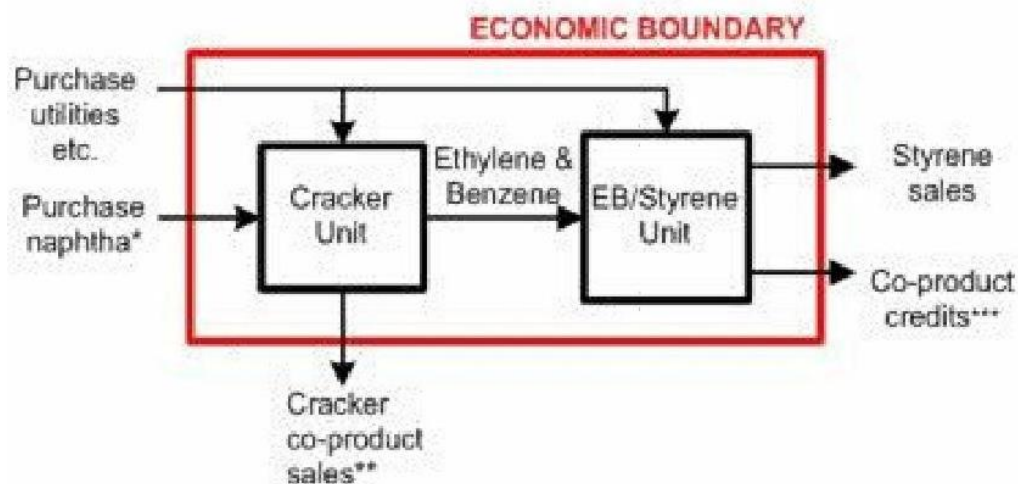 ECONOMIC BOUNDARY
Purchase
utilities
etc.
Purchase
naphtha*
Cracker
Unit
Ethylene &
Benzene
EB/Styrene
Unit
Styrene
sales
Co-product
credits***
Cracker
co-product
sales**